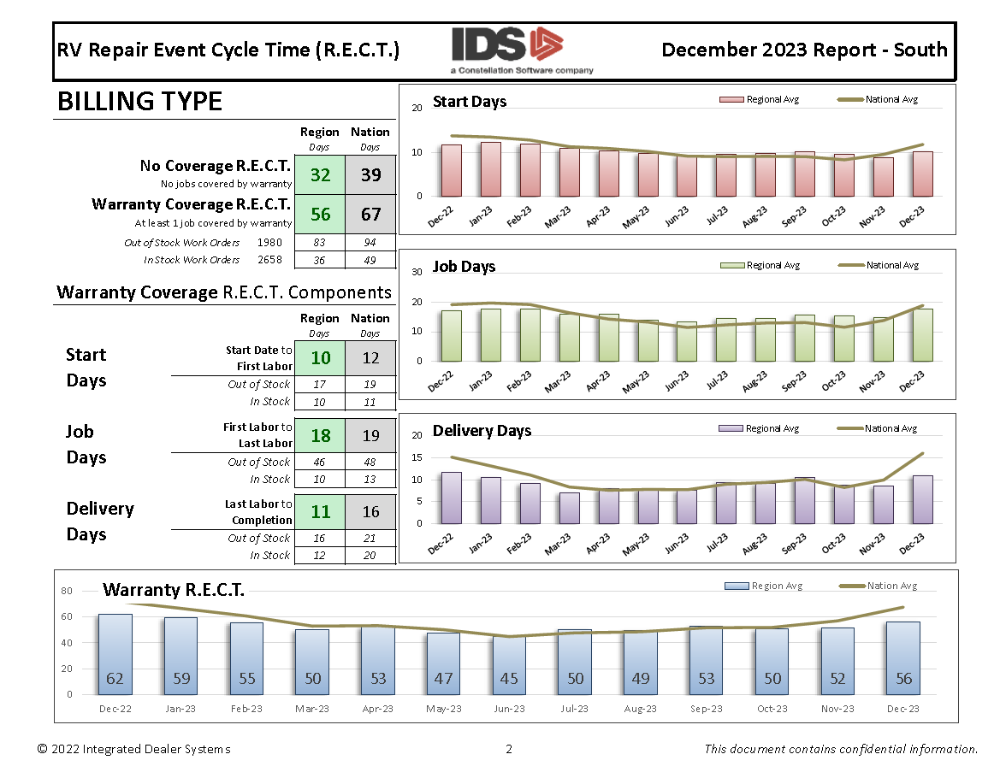 RV Repair Event Cycle Time (R.E.C.T.)
IDS
a Constellation Software company
December 2023 Report - South
BILLING TYPE
Region Nation
Days Days
No Coverage R.E.C.T. 32 39
No jobs covered by warranty
Warranty Coverage R.E.C.T. 56 67
At least 1 job covered by warranty
Out of Stock Work Orders 1980 83 94
In Stock Work Orders 2658 36 49
Warranty Coverage R.E.C.T. Components
Region Nation
Days Days
Start Days
Start Date to First Labor 10 12
Out of Stock 17 19
In Stock 10 11
Job Days
First Labor to Last Labor 18 19
Out of Stock 46 48
In Stock 10 13
Delivery Days
Last Labor to Completion 11 16
Out of Stock 16 21
In Stock 12 20
Start Days
Regional Avg National Avg
20
10
0
Dec-22 Jan-23 Feb-23 Mar-23 Apr-23 May-23 Jun-23 Jul-23 Aug-23 Sep-23 Oct-23 Nov-23 Dec-23
Job Days
Regional Avg National Avg
30
20
10
0
Dec-22 Jan-23 Feb-23 Mar-23 Apr-23 May-23 Jun-23 Jul-23 Aug-23 Sep-23 Oct-23 Nov-23 Dec-23
Delivery Days
Regional Avg National Avg
20
15
10
5
0
Dec-22 Jan-23 Feb-23 Mar-23 Apr-23 May-23 Jun-23 Jul-23 Aug-23 Sep-23 Oct-23 Nov-23 Dec-23
Warranty R.E.C.T.
Region Avg Nation Avg
80
60
40
20
0
62 59 55 50 53 47 45 50 49 53 50 52 56
Dec-22 Jan-23 Feb-23 Mar-23 Apr-23 May-23 Jun-23 Jul-23 Aug-23 Sep-23 Oct-23 Nov-23 Dec-23
© 2022 Integrated Dealer Systems 2 This document contains confidential information.